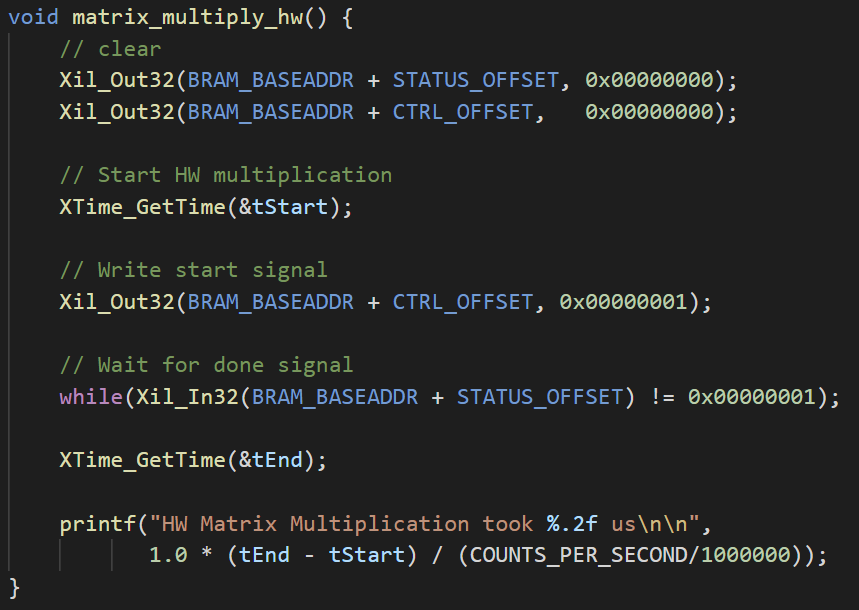 void matrix_multiply_hw() {
    // clear
    Xil_Out32(BRAM_BASEADDR + STATUS_OFFSET, 0x00000000);
    Xil_Out32(BRAM_BASEADDR + CTRL_OFFSET,   0x00000000);

    // Start HW multiplication
    XTime_GetTime(&tStart);

    // Write start signal
    Xil_Out32(BRAM_BASEADDR + CTRL_OFFSET, 0x00000001);

    // Wait for done signal
    while(Xil_In32(BRAM_BASEADDR + STATUS_OFFSET) != 0x00000001);

    XTime_GetTime(&tEnd);

    printf("HW Matrix Multiplication took %.2f us\n\n",
           1.0 * (tEnd - tStart) / (COUNTS_PER_SECOND/1000000));
}